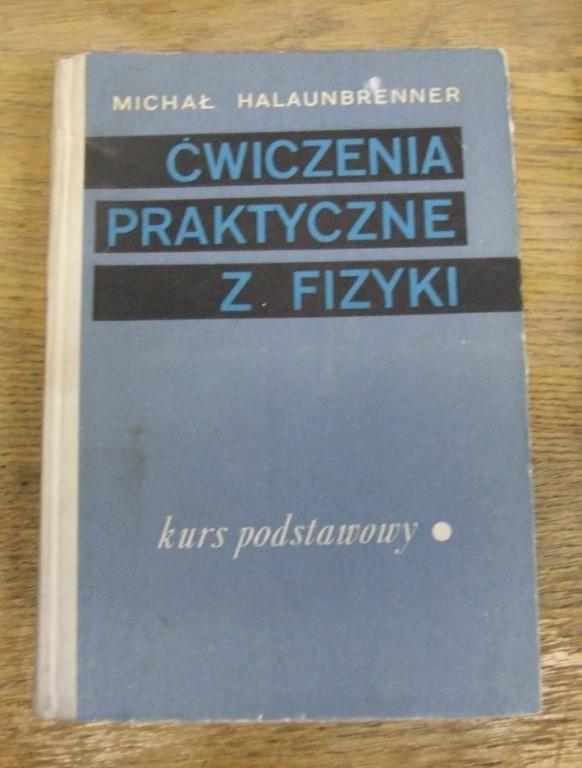 MICHAŁ HALAUNBRENNER
ĆWICZENIA
PRAKTYCZNE
Z FIZYKI
kurs podstawowy